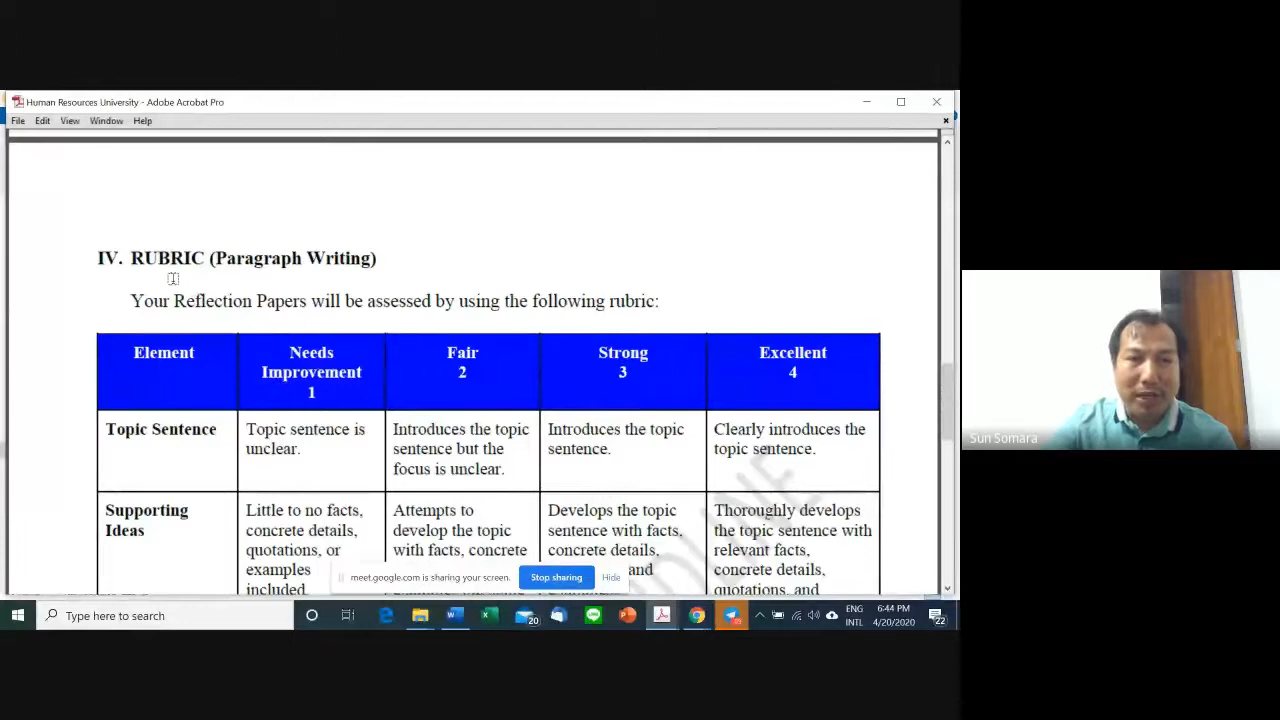 Human Resources University - Adobe Acrobat Pro
File Edit View Window Help
IV. RUBRIC (Paragraph Writing)
Your Reflection Papers will be assessed by using the following rubric:
Element
Needs
Improvement
1
Fair
2
Strong
3
Excellent
4
Topic Sentence
Topic sentence is
unclear.
Introduces the topic
sentence but the
focus is unclear.
Introduces the topic
sentence.
Clearly introduces the
topic sentence.
Supporting
Ideas
Little to no facts,
concrete details,
quotations, or
examples
included.
Attempts to
develop the topic
with facts, concrete
Develops the topic
sentence with facts,
concrete details,
and
Thoroughly develops
the topic sentence with
relevant facts,
concrete details,
quotations, and
meet.google.com is sharing your screen.
Stop sharing
Hide
Sun Somara
Type here to search
20
ENG
INTL
6:44 PM
4/20/2020
22